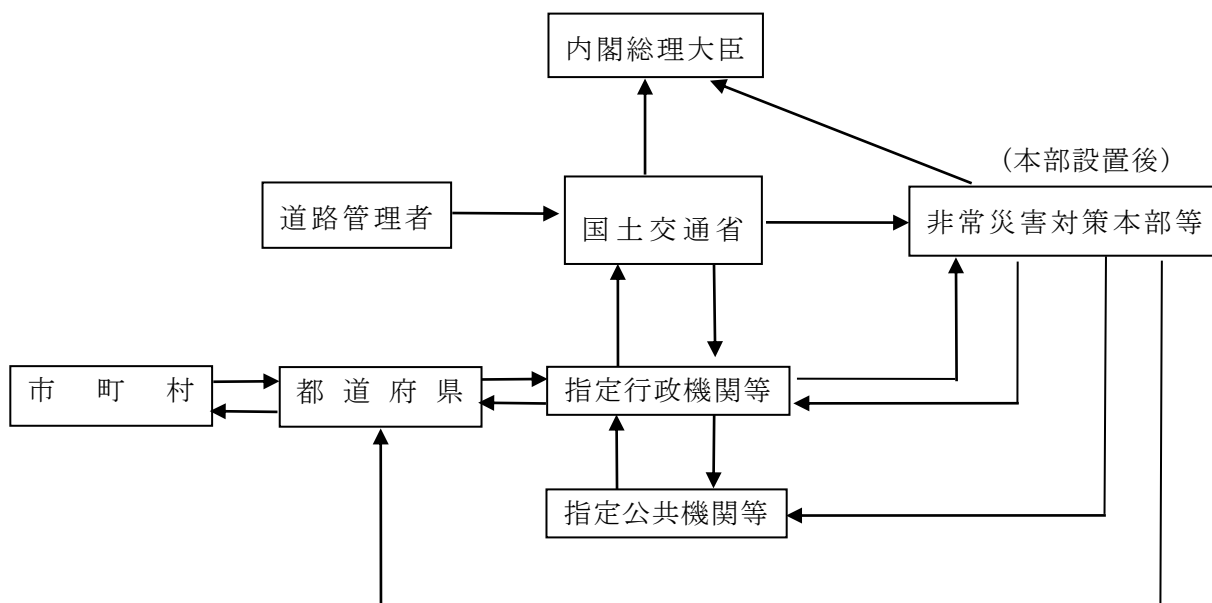 内閣総理大臣
(本部設置後)
道路管理者
国土交通省
非常災害対策本部等
市町村
都道府県
指定行政機関等
指定公共機関等